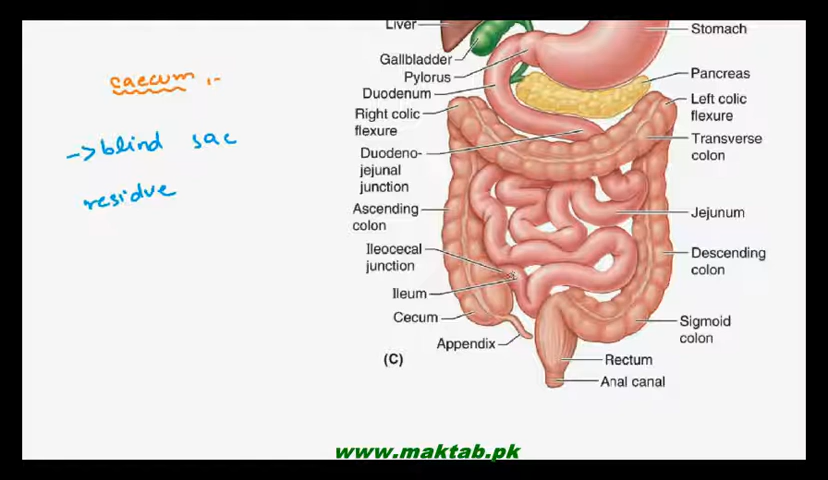 caecum :-
-> blind sac
residue
Liver
Gallbladder
Pylorus
Duodenum
Right colic
flexure
Duodeno-
jejunal
junction
Ascending
colon
Ileocecal
junction
Ileum
Cecum
Appendix
(C)
Stomach
Pancreas
Left colic
flexure
Transverse
colon
Jejunum
Descending
colon
Sigmoid
colon
Rectum
Anal canal
www.maktab.pk